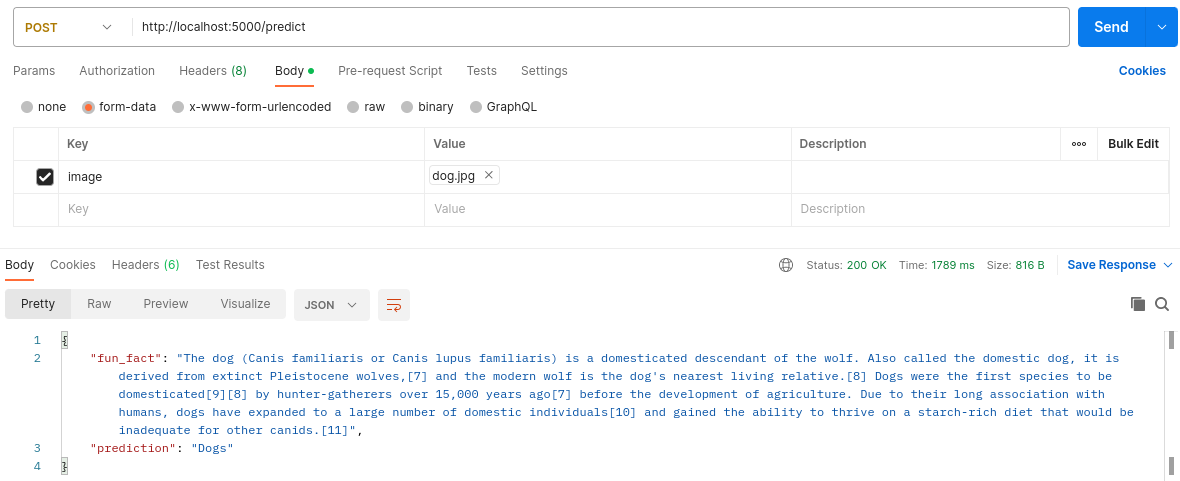 POST http://localhost:5000/predict Send
Params Authorization Headers (8) Body Pre-request Script Tests Settings Cookies
none form-data x-www-form-urlencoded raw binary GraphQL
Key Value Description Bulk Edit
image dog.jpg
Key Value Description
Body Cookies Headers (6) Test Results Status: 200 OK Time: 1789 ms Size: 816 B Save Response
Pretty Raw Preview Visualize JSON
1 {
2 "fun_fact": "The dog (Canis familiaris or Canis lupus familiaris) is a domesticated descendant of the wolf. Also called the domestic dog, it is
derived from extinct Pleistocene wolves,[7] and the modern wolf is the dog's nearest living relative.[8] Dogs were the first species to be
domesticated[9][8] by hunter-gatherers over 15,000 years ago[7] before the development of agriculture. Due to their long association with
humans, dogs have expanded to a large number of domestic individuals[10] and gained the ability to thrive on a starch-rich diet that would be
inadequate for other canids.[11]",
3 "prediction": "Dogs"
4 }